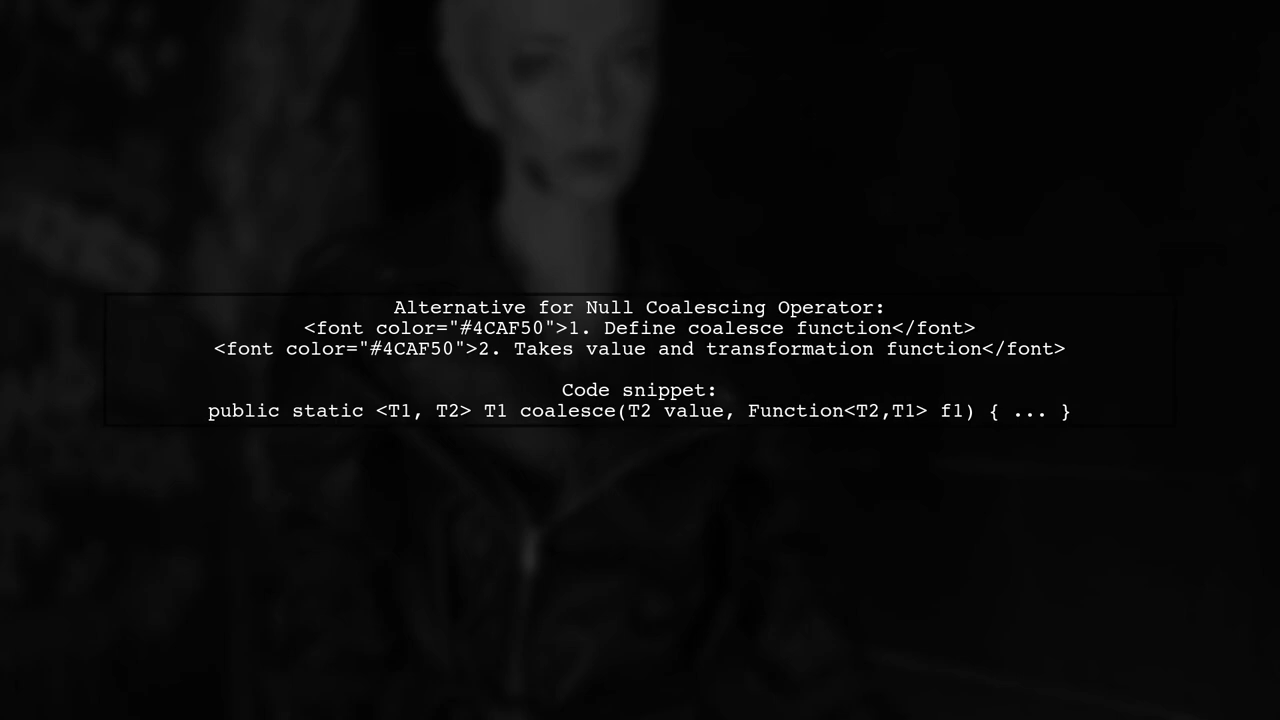 Alternative for Null Coalescing Operator:
<font color="#4CAF50">1. Define coalesce function</font>
<font color="#4CAF50">2. Takes value and transformation function</font>
Code snippet:
public static <T1, T2> T1 coalesce(T2 value, Function<T2,T1> f1) { ... }